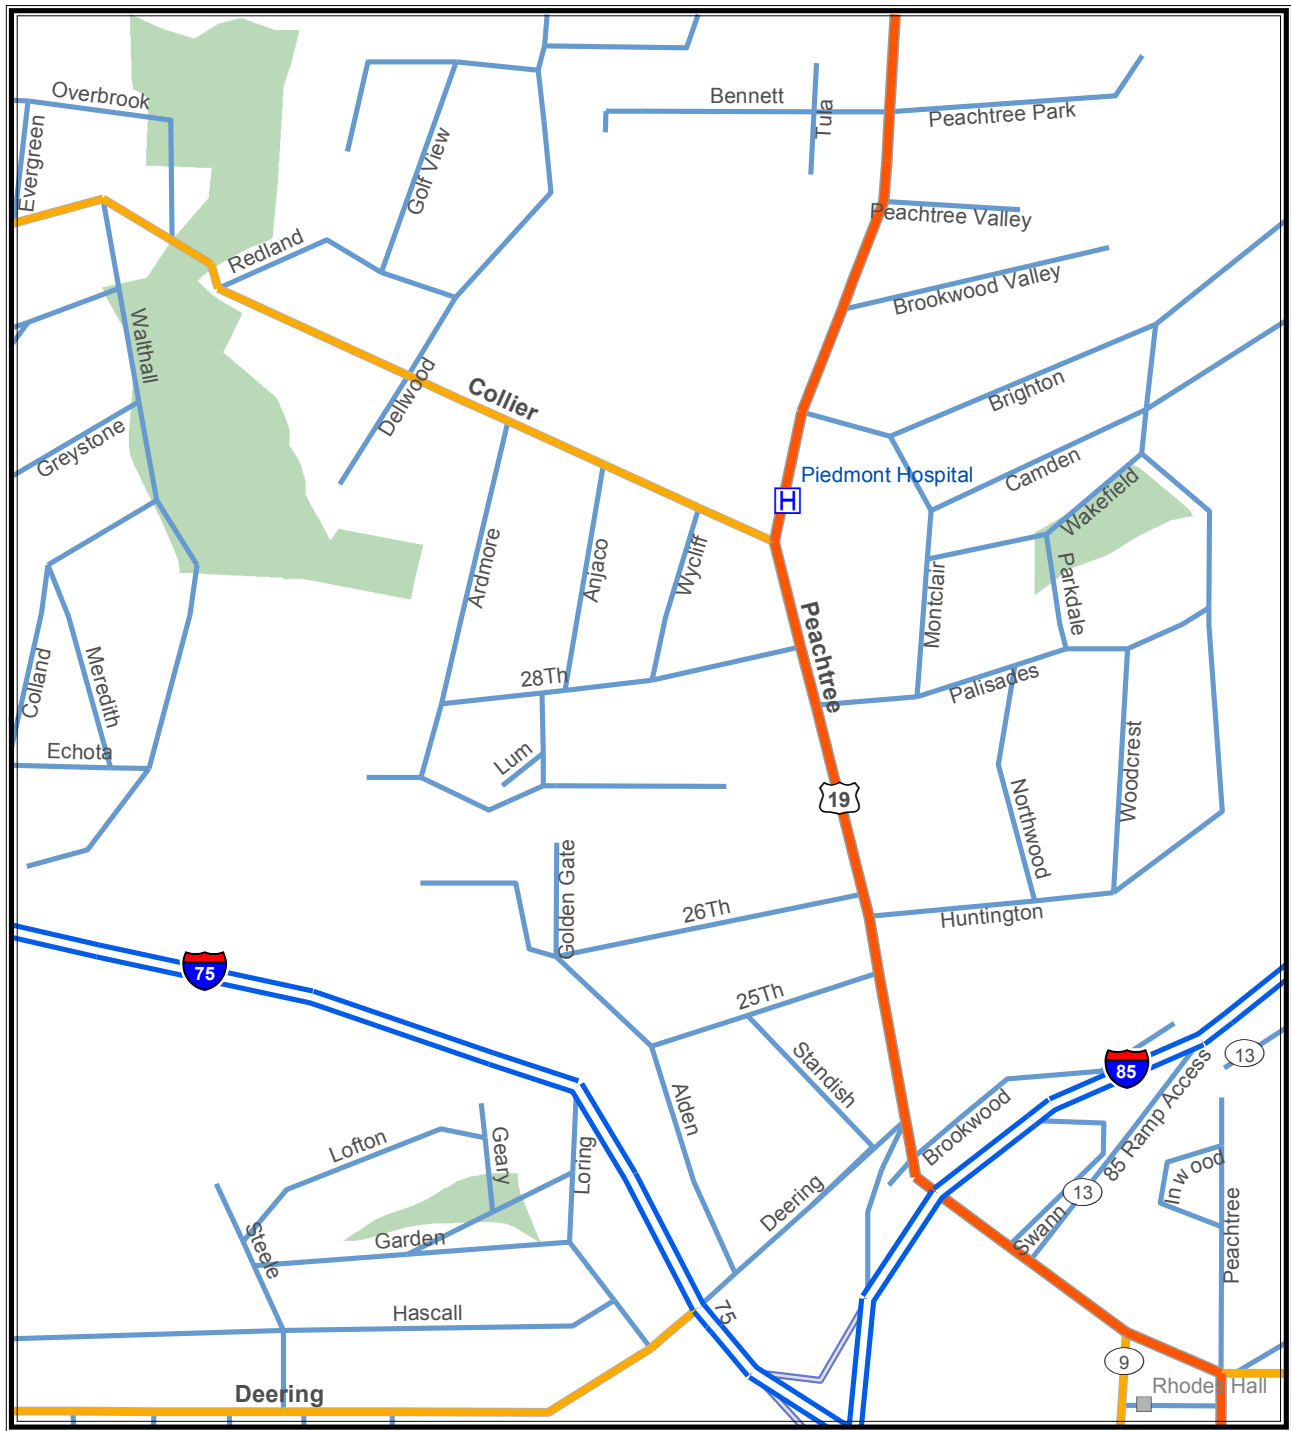 Overbrook
Bennett
Tula
Peachtree Park
Evergreen
Golf View
Peachtree Valley
Redland
Brookwood Valley
Walthall
Collier
Dellwood
Brighton
Greystone
Piedmont Hospital
H
Camden
Wakefield
Ardmore
Anjaco
Wycliff
Montclair
Parkdale
Peachtree
Colland
Meredith
28Th
Palisades
Echota
Lum
19
Northwood
Woodcrest
Golden Gate
26Th
Huntington
75
25Th
Standish
85
13
Alden
Brookwood
85 Ramp Access
Lofton
Geary
Loring
Inwood
13
Deering
Swann
Steele
Garden
Peachtree
Hascall
75
9
Deering
Rhodes Hall